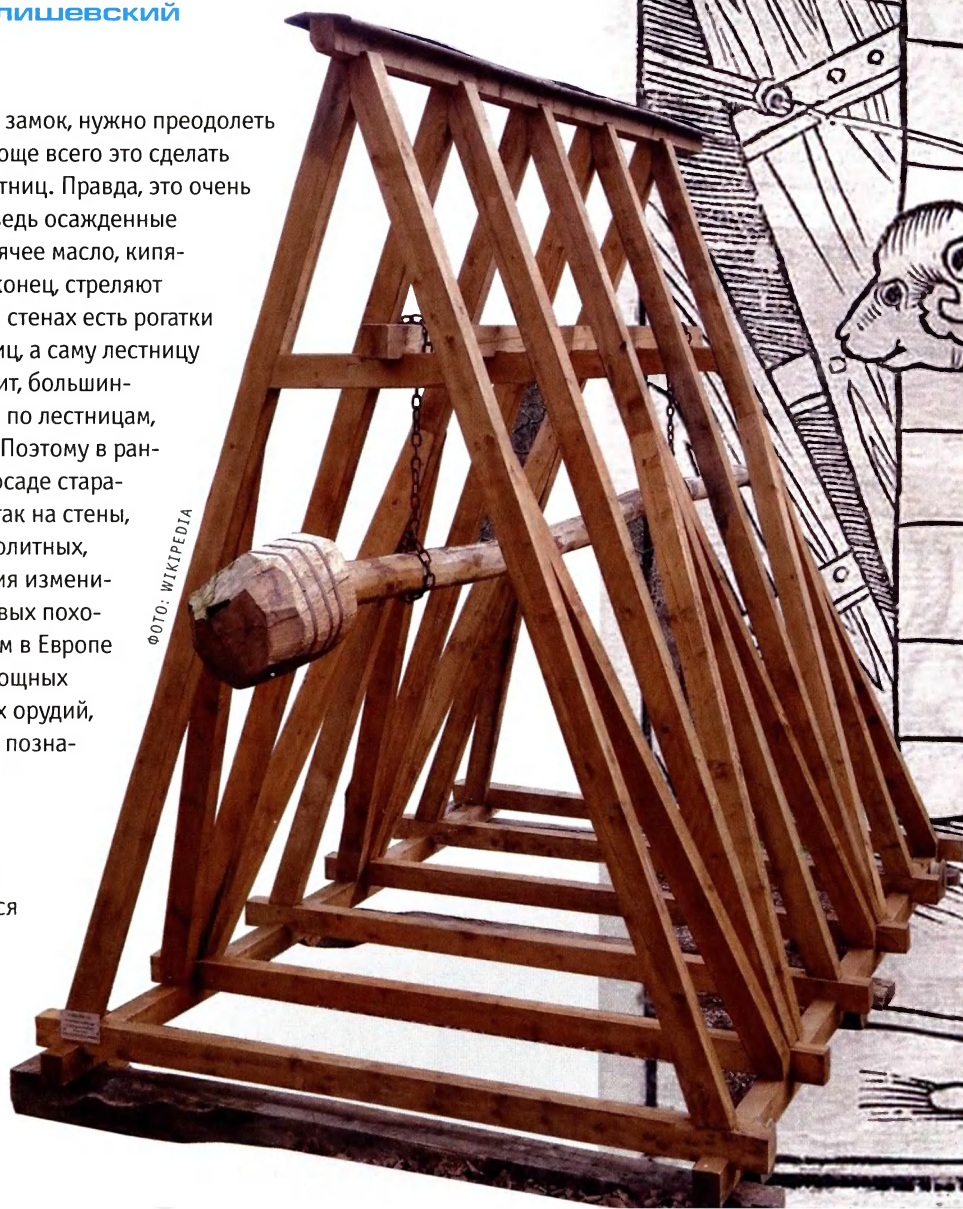 лишевский
замок, нужно преодолеть
още всего это сделать
тниц. Правда, это очень
ведь осажденные
ячее масло, кипя-
конец, стреляют
стенах есть рогатки
иц, а саму лестницу
ит, большин-
по лестницам,
Поэтому в ран-
осаде стара-
так на стены,
олитных,
ия измени-
вых похо-
м в Европе
ощных
х орудий,
позна-
ся
ФОТО: WIKIPEDIA